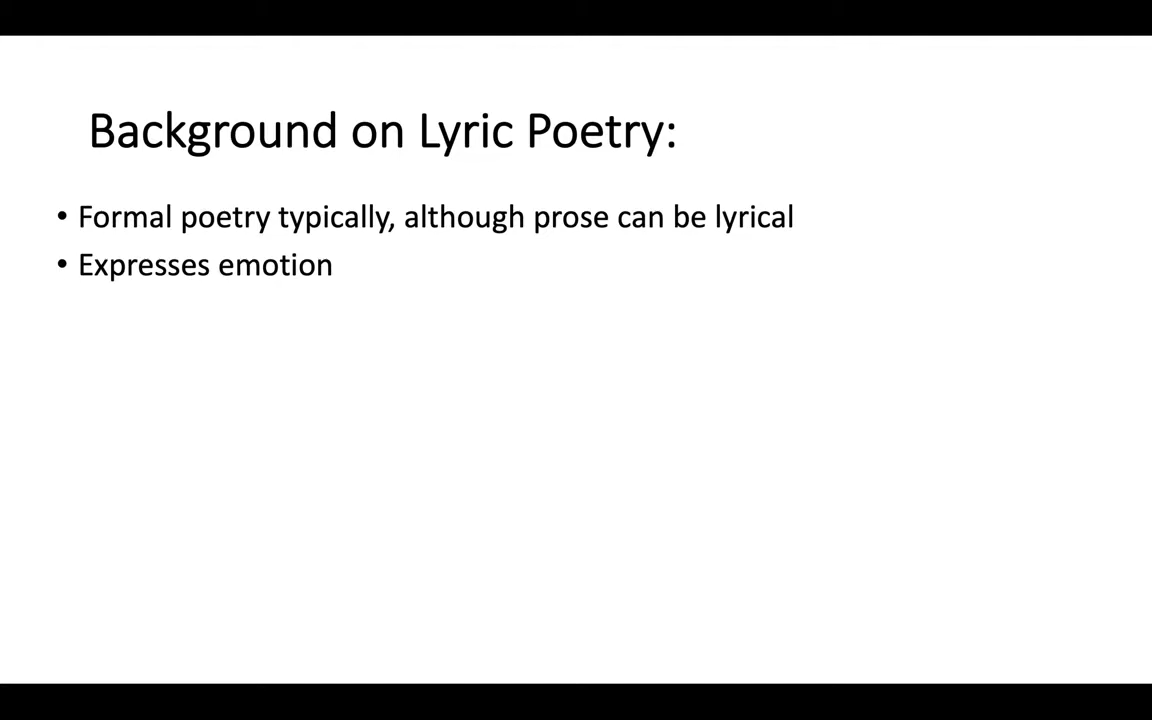 Background on Lyric Poetry:
• Formal poetry typically, although prose can be lyrical
• Expresses emotion